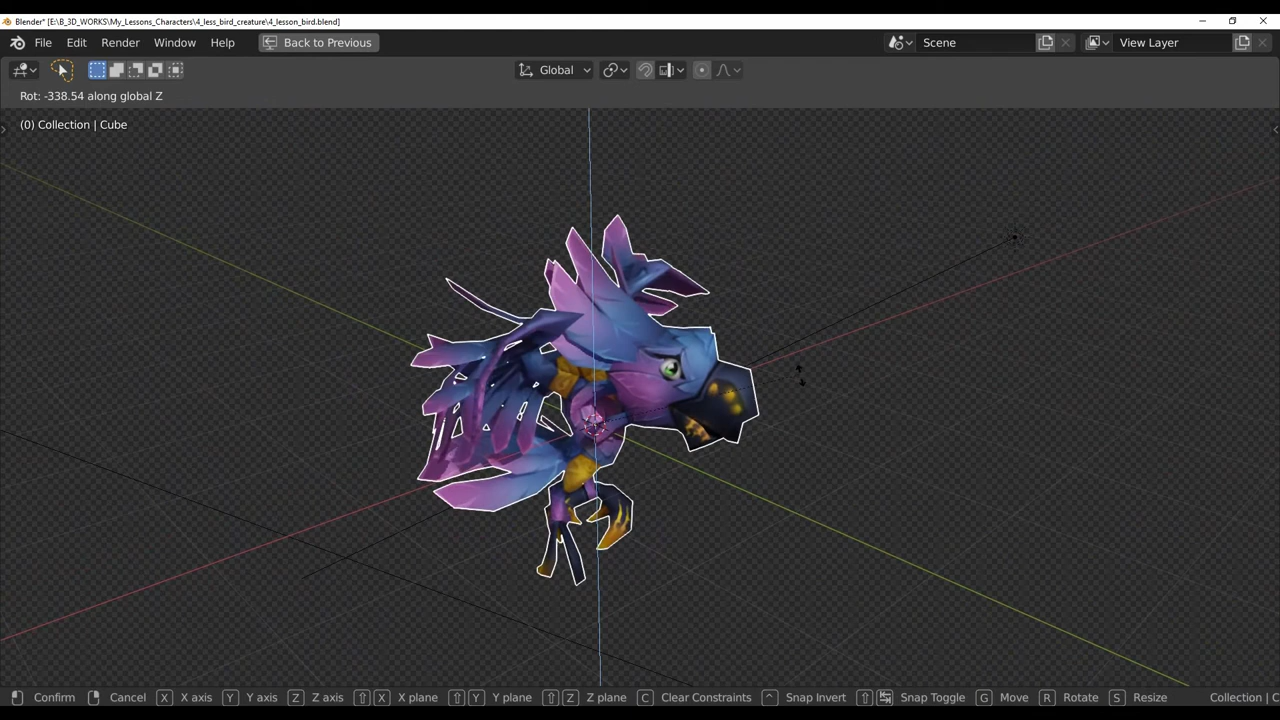 Blender* [E:\B_3D_WORKS\My_Lessons_Characters\4_less_bird_creature\4_lesson_bird.blend]
File Edit Render Window Help Back to Previous Scene View Layer
Global
Rot: -338.54 along global Z
(0) Collection | Cube
Confirm Cancel X X axis Y Y axis Z Z axis X X plane Y Y plane Z Z plane C Clear Constraints ^ Snap Invert Snap Toggle G Move R Rotate S Resize Collection | C